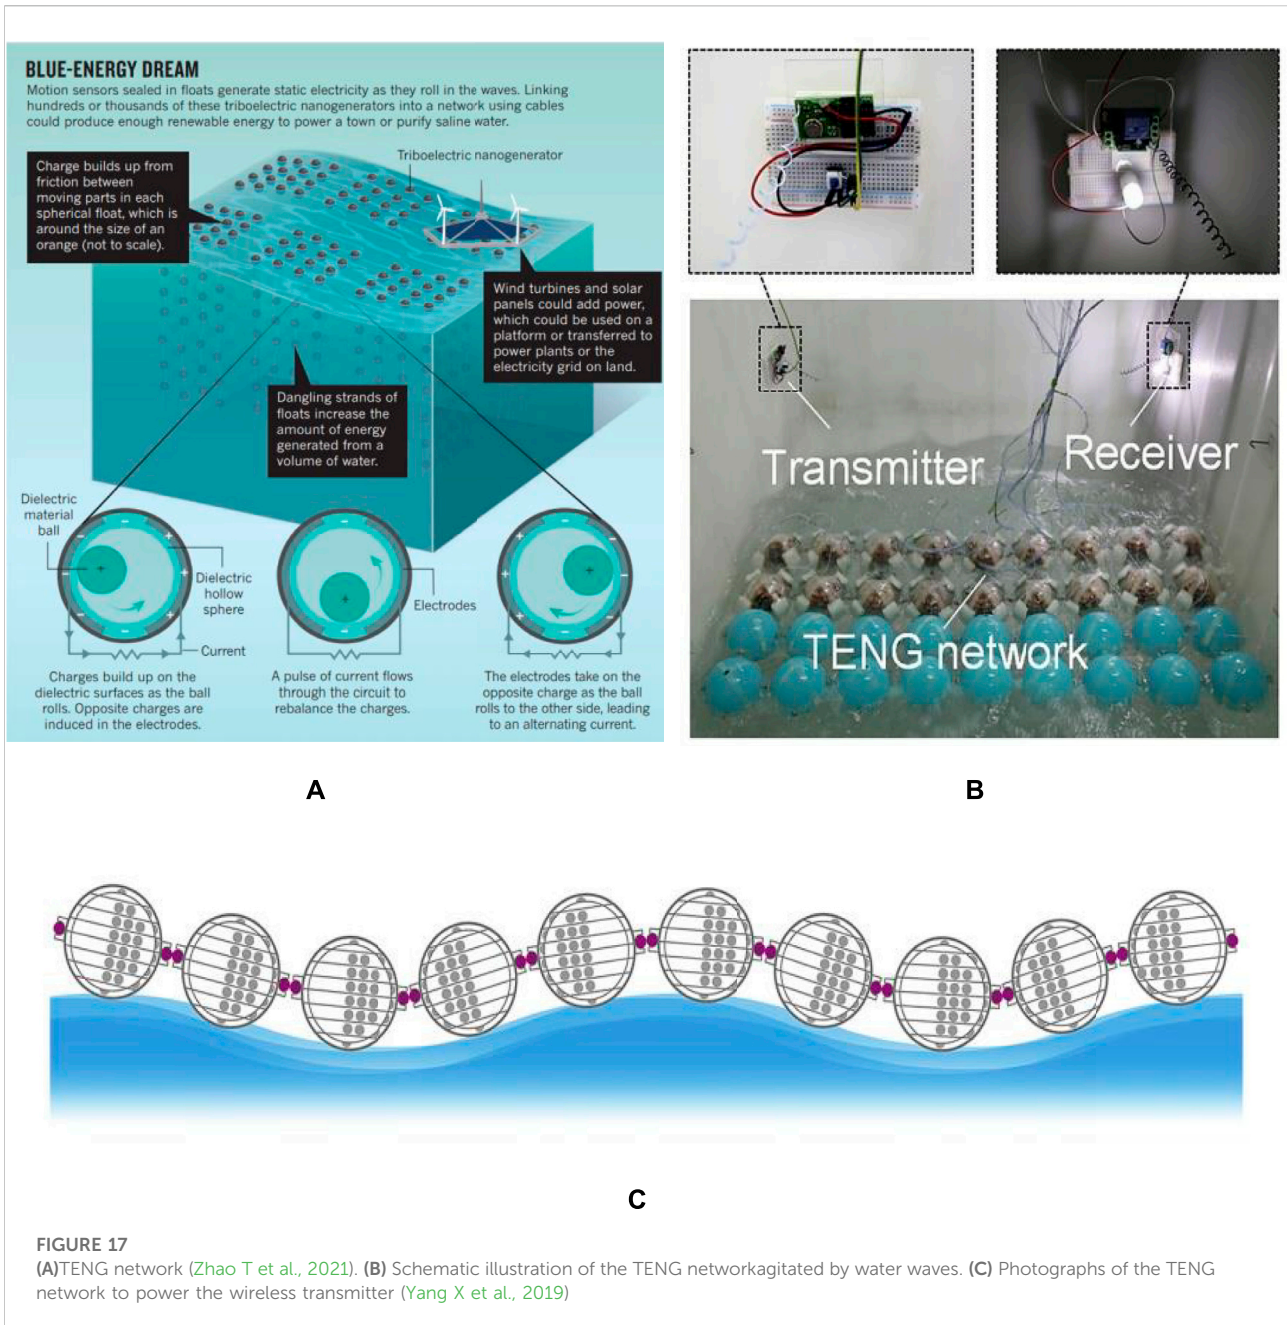 BLUE-ENERGY DREAM
Motion sensors sealed in floats generate static electricity as they roll in the waves. Linking
hundreds or thousands of these triboelectric nanogenerators into a network using cables
could produce enough renewable energy to power a town or purify saline water.
Charge builds up from
friction between
moving parts in each
spherical float, which is
around the size of an
orange (not to scale).
Triboelectric nanogenerator
Wind turbines and solar
panels could add power,
which could be used on a
platform or transferred to
power plants or the
electricity grid on land.
Dangling strands of
floats increase the
amount of energy
generated from a
volume of water.
Dielectric
material
ball
Dielectric
hollow
sphere
Electrodes
Current
Charges build up on the
dielectric surfaces as the ball
rolls. Opposite charges are
induced in the electrodes.
A pulse of current flows
through the circuit to
rebalance the charges.
The electrodes take on the
opposite charge as the ball
rolls to the other side, leading
to an alternating current.
A
Transmitter
Receiver
TENG network
B
C
FIGURE 17
(A)TENG network (Zhao T et al., 2021). (B) Schematic illustration of the TENG networkagitated by water waves. (C) Photographs of the TENG
network to power the wireless transmitter (Yang X et al., 2019)